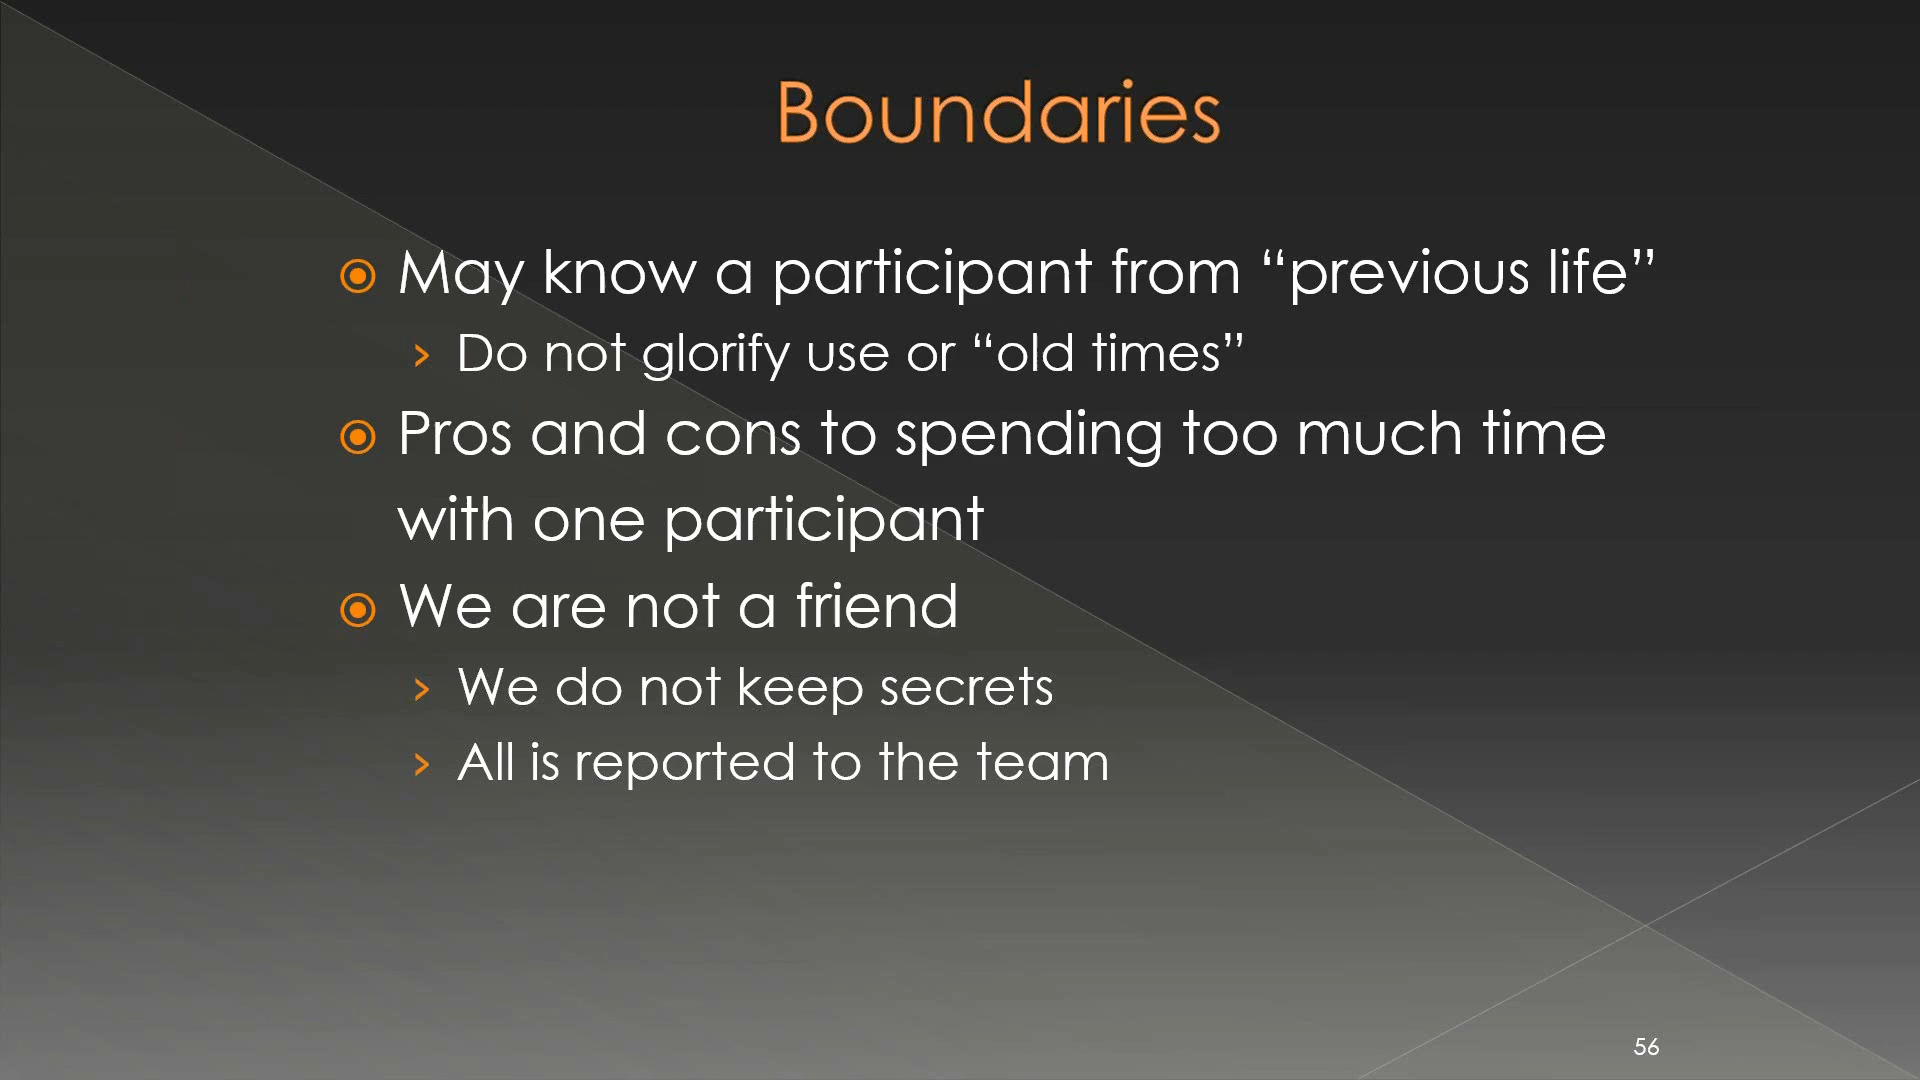 Boundaries
May know a participant from “previous life”
Do not glorify use or “old times”
Pros and cons to spending too much time
with one participant
We are not a friend
We do not keep secrets
All is reported to the team
56